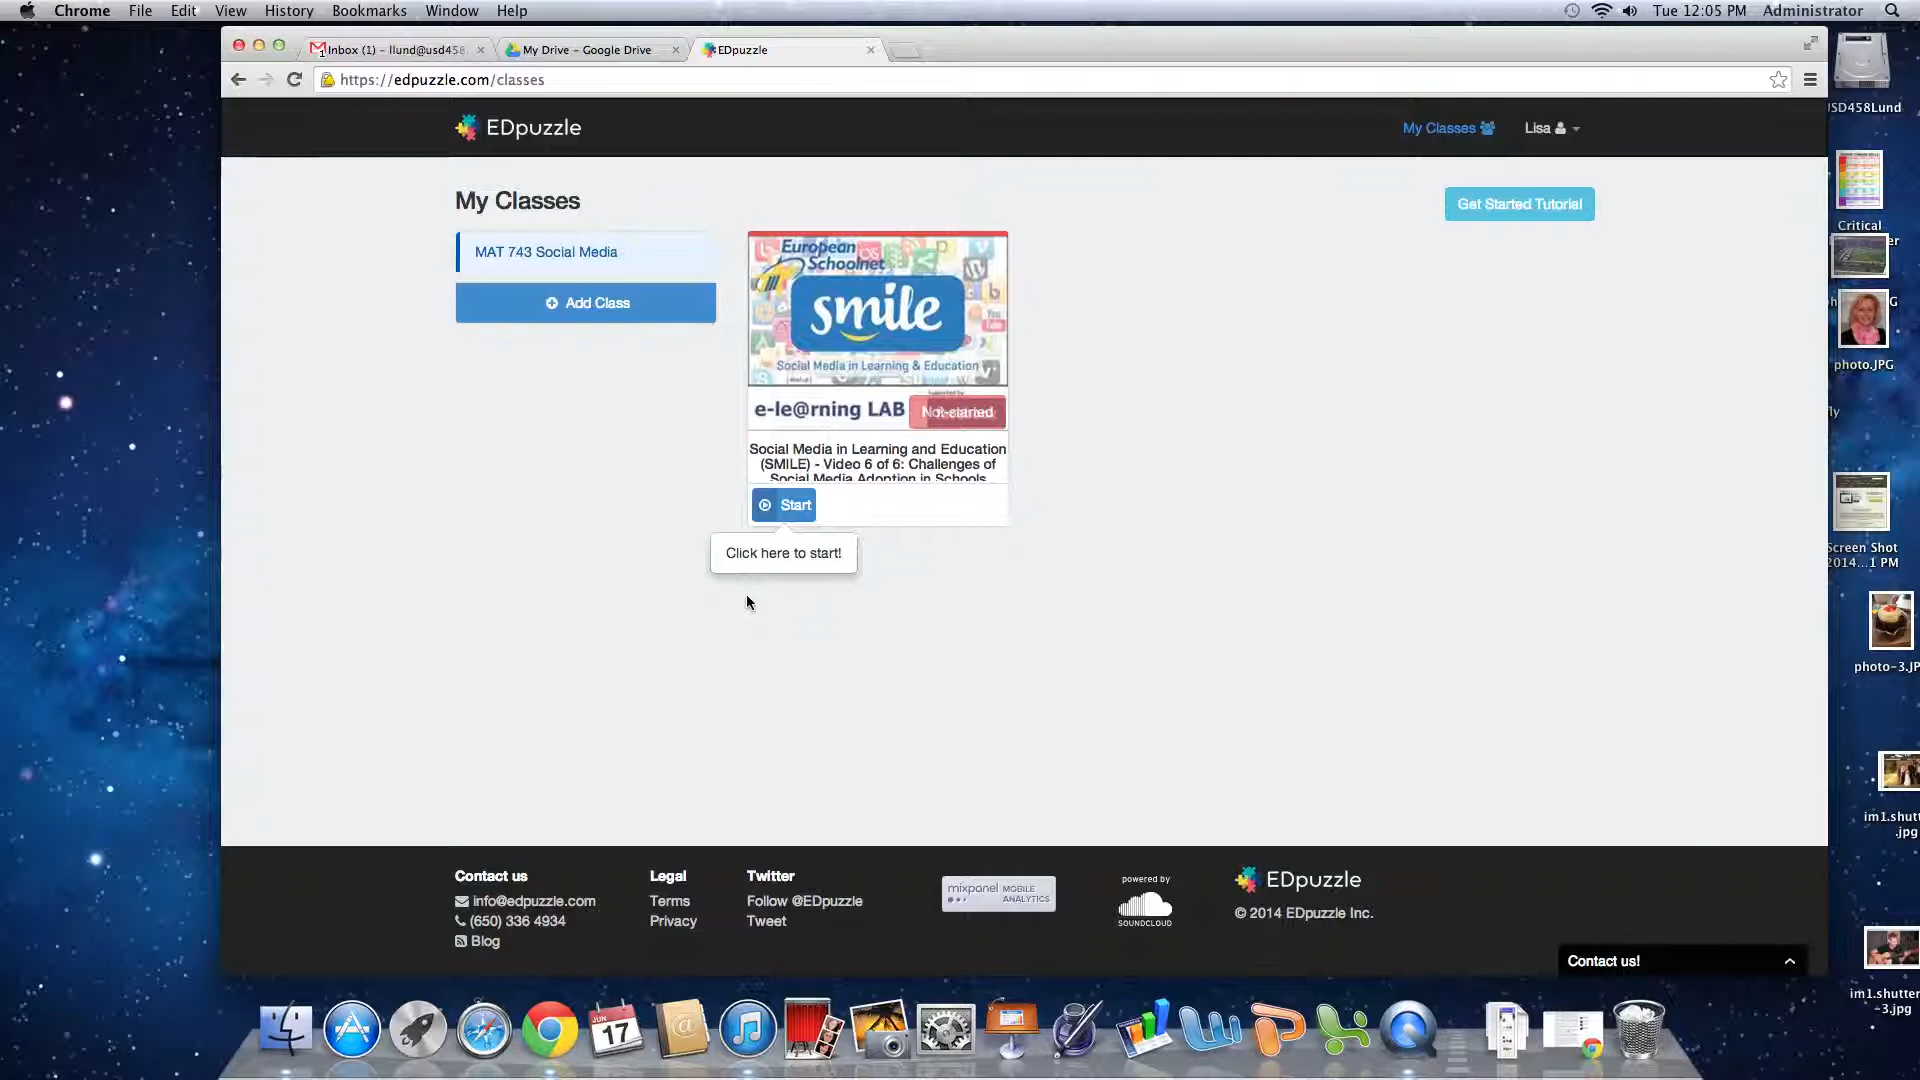 Chrome File Edit View History Bookmarks Window Help
Tue 12:05 PM Administrator
Inbox (1) – llund@usd458
My Drive – Google Drive
EDpuzzle
https://edpuzzle.com/classes
EDpuzzle
My Classes
Lisa
My Classes
Get Started Tutorial
MAT 743 Social Media
Add Class
European
Schoolnet
smile
Social Media in Learning & Education
e-le@rning LAB
Not started
Social Media in Learning and Education
(SMILE) - Video 6 of 6: Challenges of
Social Media Adoption in Schools
Start
Click here to start!
Contact us
info@edpuzzle.com
(650) 336 4934
Blog
Legal
Terms
Privacy
Twitter
Follow @EDpuzzle
Tweet
mixpanel MOBILE
ANALYTICS
powered by
SOUNDCLOUD
EDpuzzle
© 2014 EDpuzzle Inc.
Contact us!
JSD458Lund
Critical
er
G
photo.JPG
fly
Screen Shot
2014...1 PM
photo-3.JP
im1.shutt
.jpg
im1.shutter
-3.jpg
JUN
17